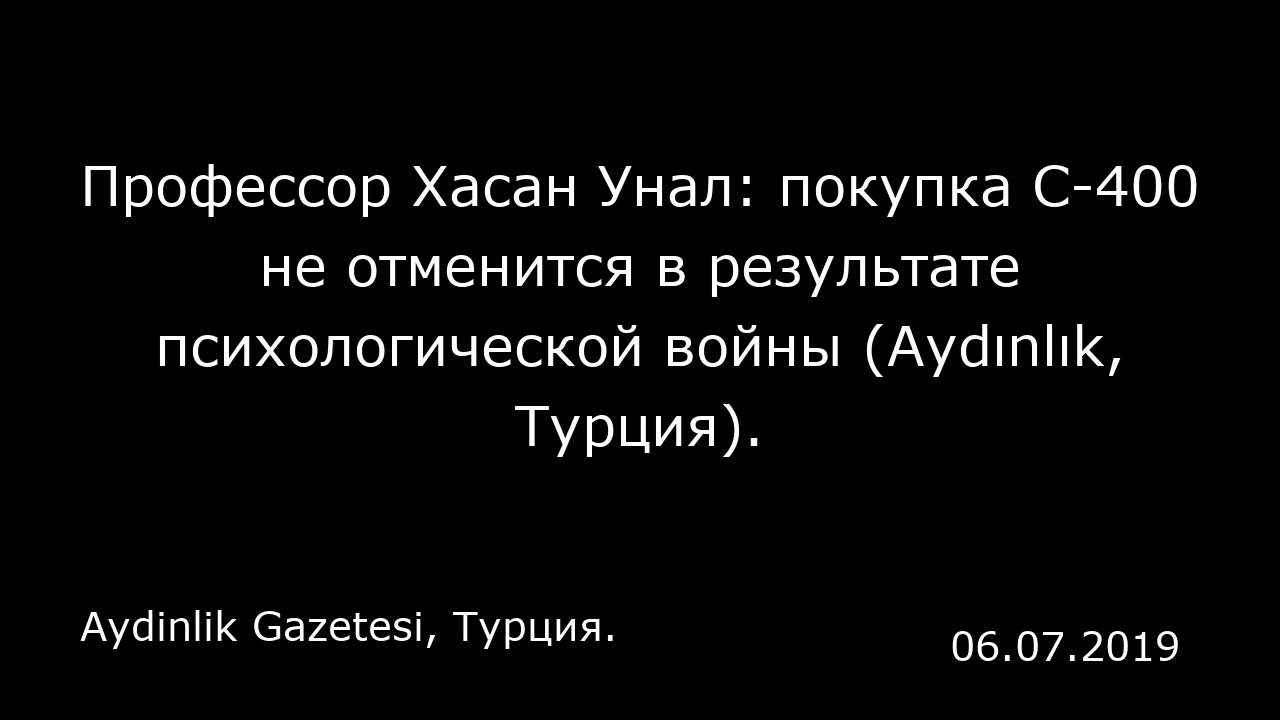 Профессор Хасан Унал: покупка С-400
не отменится в результате
психологической войны (Aydınlık,
Турция).
Aydinlik Gazetesi, Турция.
06.07.2019